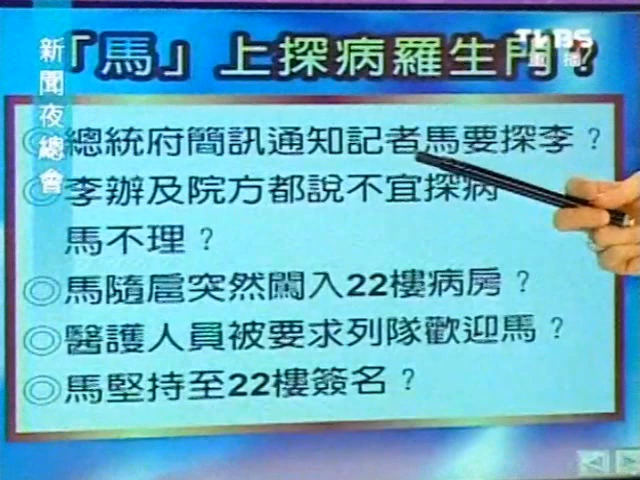 新聞夜總會
TVBS
重播
「馬」上探病羅生門？
◎總統府簡訊通知記者馬要探李？
◎李辦及院方都說不宜探病
馬不理？
◎馬隨扈突然闖入22樓病房？
◎醫護人員被要求列隊歡迎馬？
◎馬堅持至22樓簽名？